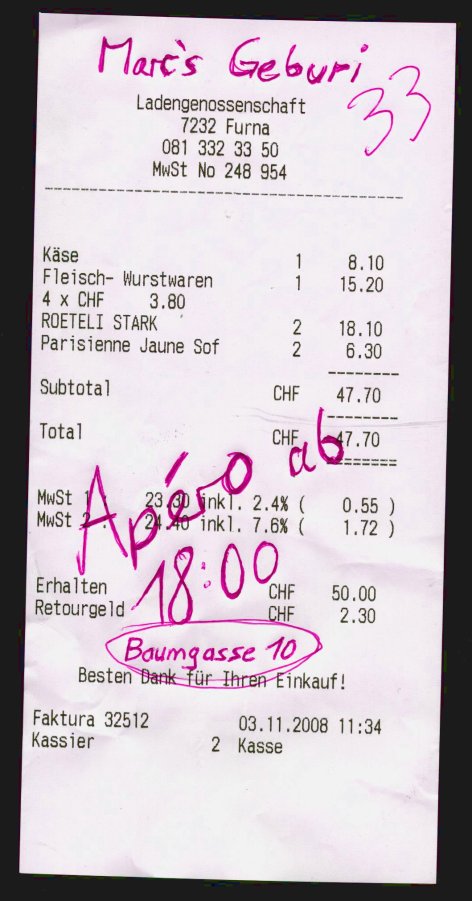 Marc's Geburi
33
Ladengenossenschaft
7232 Furna
081 332 33 50
MwSt No 248 954
Käse 1 8.10
Fleisch- Wurstwaren 1 15.20
4 x CHF 3.80
ROETELI STARK 2 18.10
Parisienne Jaune Sof 2 6.30
Subtotal CHF 47.70
Total CHF 47.70
Apéro ab
MwSt 1 23.30 inkl. 2.4% ( 0.55 )
MwSt 2 24.40 inkl. 7.6% ( 1.72 )
18:00
Erhalten CHF 50.00
Retourgeld CHF 2.30
Baumgasse 10
Besten Dank für Ihren Einkauf!
Faktura 32512 03.11.2008 11:34
Kassier 2 Kasse